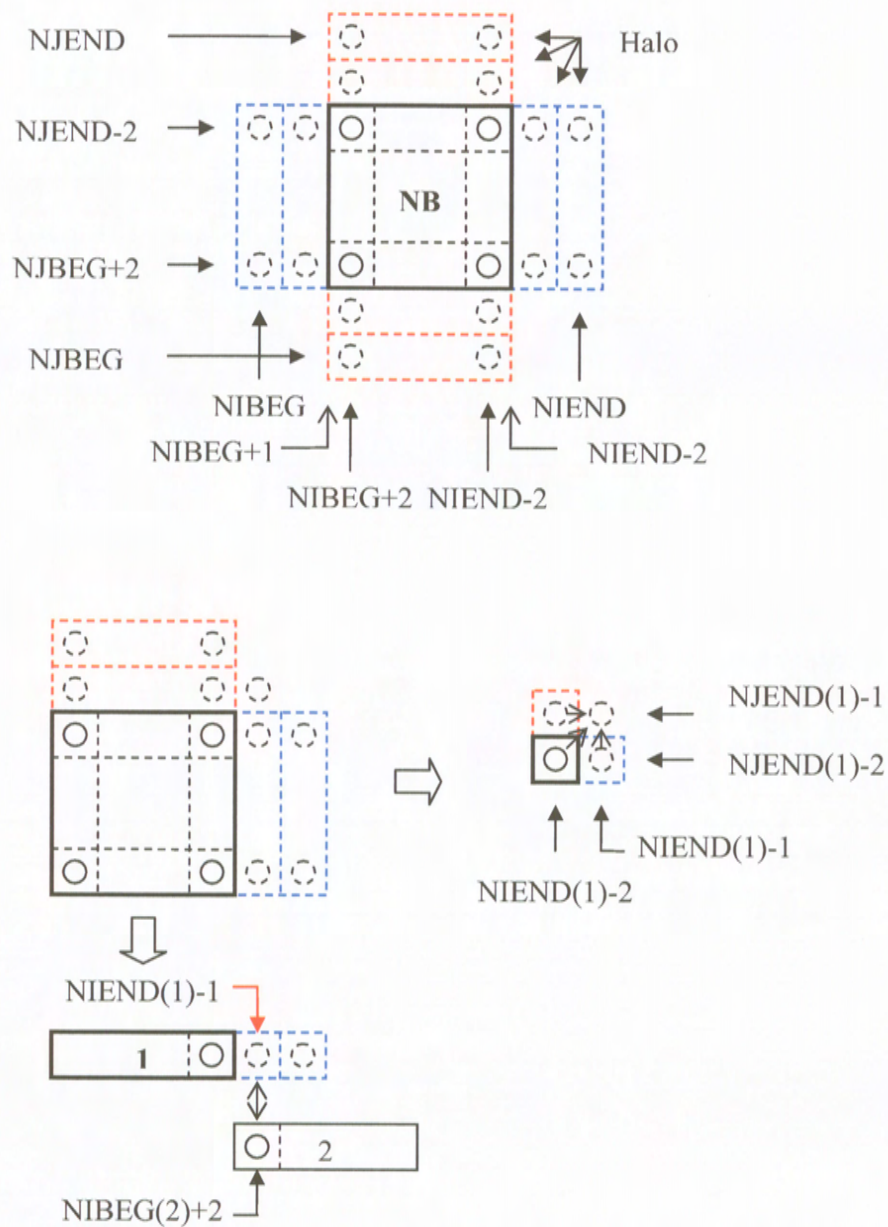 NJEND
Halo
NJEND-2
NB
NJBEG+2
NJBEG
NIBEG
NIEND
NIBEG+1
NIEND-2
NIBEG+2
NIEND-2
NJEND(1)-1
NJEND(1)-2
NIEND(1)-1
NIEND(1)-2
NIEND(1)-1
1
2
NIBEG(2)+2